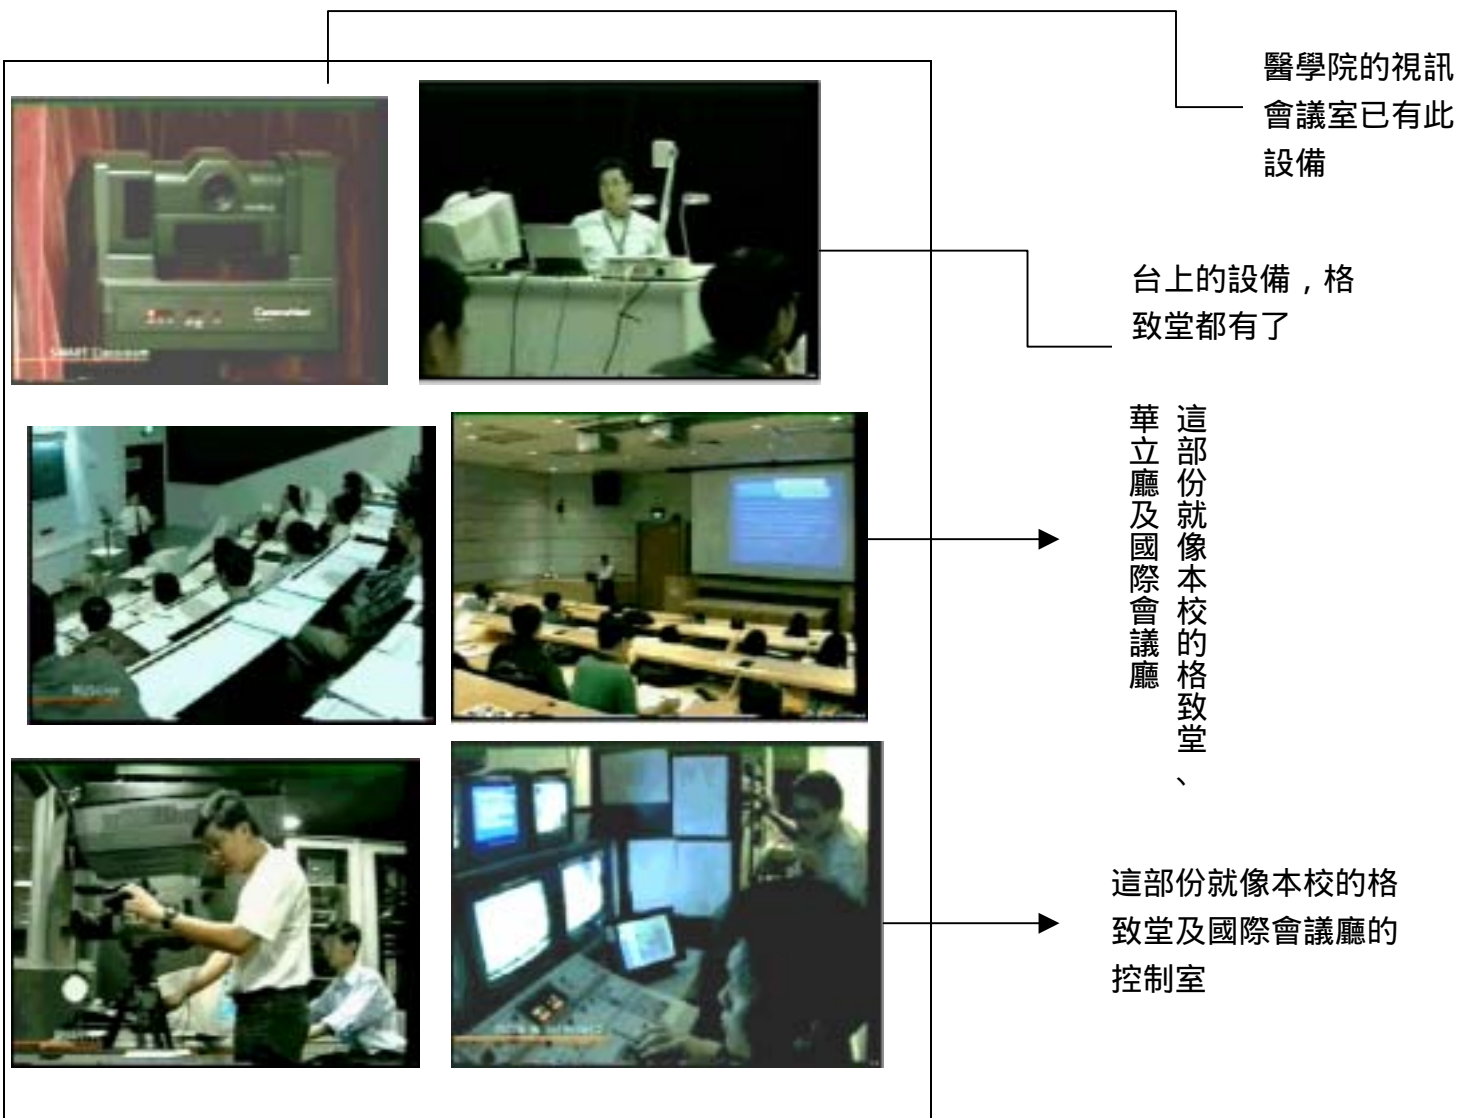 醫學院的視訊
會議室已有此
設備
台上的設備，格
致堂都有了
這部份就像本校的格致堂、
華立廳及國際會議廳
這部份就像本校的格
致堂及國際會議廳的
控制室
SMART Classroom